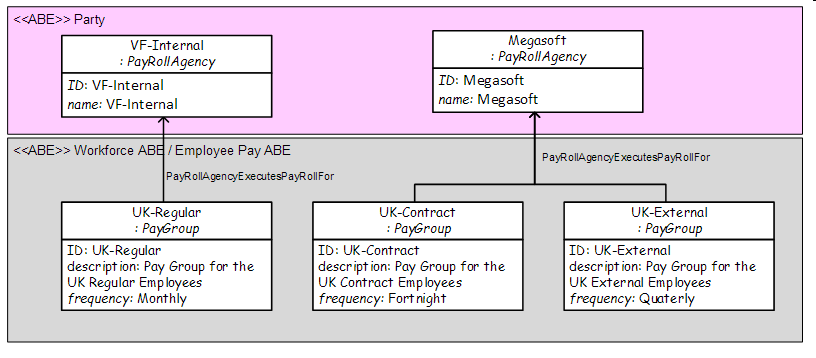 <<ABE>> Party
VF-Internal
: PayRollAgency
ID: VF-Internal
name: VF-Internal
Megasoft
: PayRollAgency
ID: Megasoft
name: Megasoft
<<ABE>> Workforce ABE / Employee Pay ABE
PayRollAgencyExecutesPayRollFor
PayRollAgencyExecutesPayRollFor
UK-Regular
: PayGroup
ID: UK-Regular
description: Pay Group for the
UK Regular Employees
frequency: Monthly
UK-Contract
: PayGroup
ID: UK-Contract
description: Pay Group for the
UK Contract Employees
frequency: Fortnight
UK-External
: PayGroup
ID: UK-External
description: Pay Group for the
UK External Employees
frequency: Quaterly